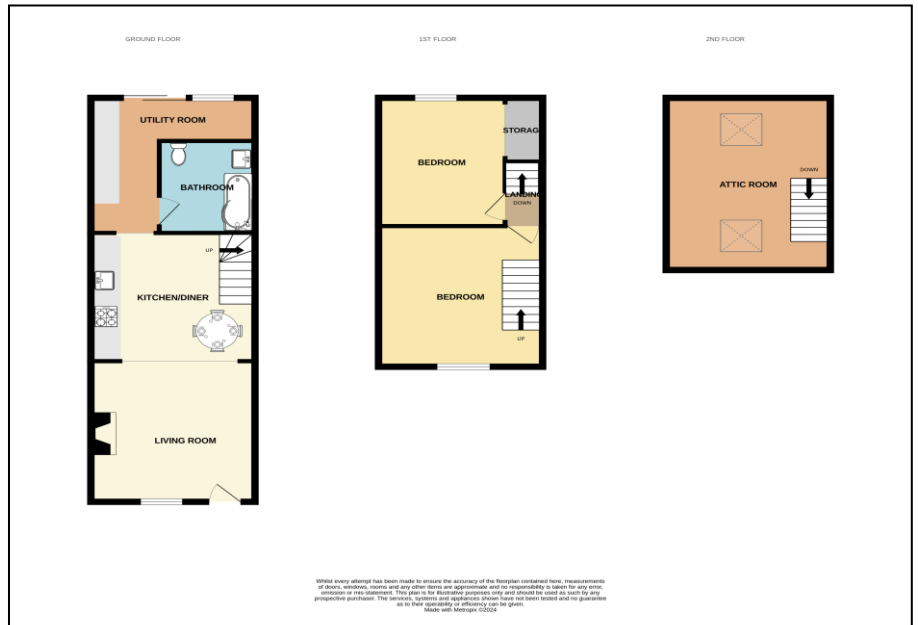 GROUND FLOOR
1ST FLOOR
2ND FLOOR
UTILITY ROOM
BATHROOM
UP
KITCHEN/DINER
LIVING ROOM
STORAG
BEDROOM
LANDING
DOWN
BEDROOM
UP
DOWN
ATTIC ROOM
Whilst every attempt has been made to ensure the accuracy of the floorplan contained here, measurements
of doors, windows, rooms and any other items are approximate and no responsibility is taken for any error,
omission or mis-statement. This plan is for illustrative purposes only and should be used as such by any
prospective purchaser. The services, systems and appliances shown have not been tested and no guarantee
as to their operability or efficiency can be given.
Made with Metropix ©2024